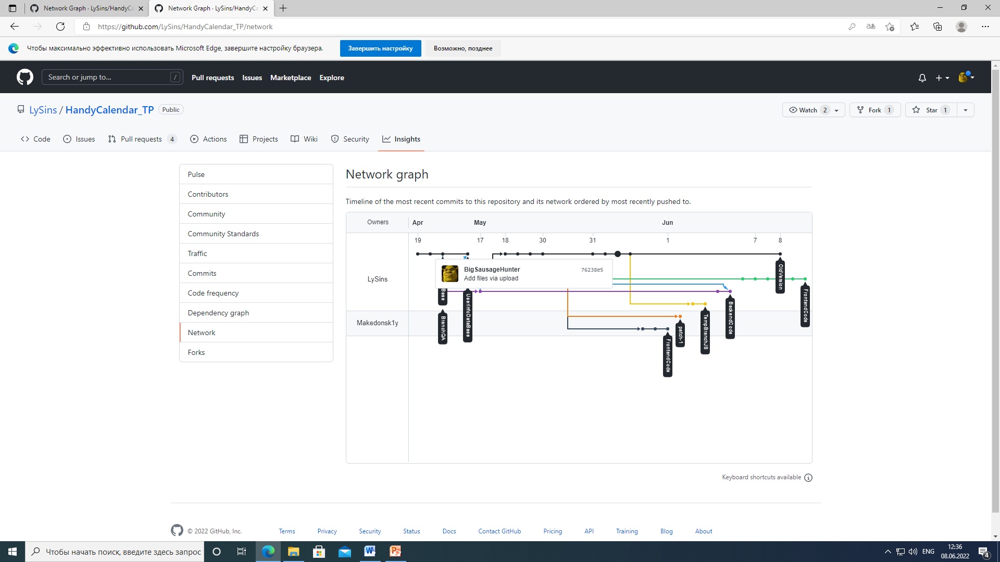 Network Graph · LySins/HandyCa
Network Graph · LySins/HandyCa
https://github.com/LySins/HandyCalendar_TP/network
Чтобы максимально эффективно использовать Microsoft Edge, завершите настройку браузера.
Завершить настройку
Возможно, позднее
Search or jump to...
/
Pull requests
Issues
Marketplace
Explore
LySins / HandyCalendar_TP
Public
Watch 2
Fork 1
Star 1
Code
Issues
Pull requests 4
Actions
Projects
Wiki
Security
Insights
Pulse
Contributors
Community
Community Standards
Traffic
Commits
Code frequency
Dependency graph
Network
Forks
Network graph
Timeline of the most recent commits to this repository and its network ordered by most recently pushed to.
Owners
Apr
May
Jun
19
17
18
30
31
1
7
8
LySins
Makedonsk1y
BigSausageHunter
76238e5
Add files via upload
Base
BranchQA
UserInfoDataBase
OldVersion
FrontendCode
BackendCode
TempBranchJS
patch-1
FrontendCode
Keyboard shortcuts available
© 2022 GitHub, Inc.
Terms
Privacy
Security
Status
Docs
Contact GitHub
Pricing
API
Training
Blog
About
Чтобы начать поиск, введите здесь запрос
ENG
12:36
08.06.2022
4